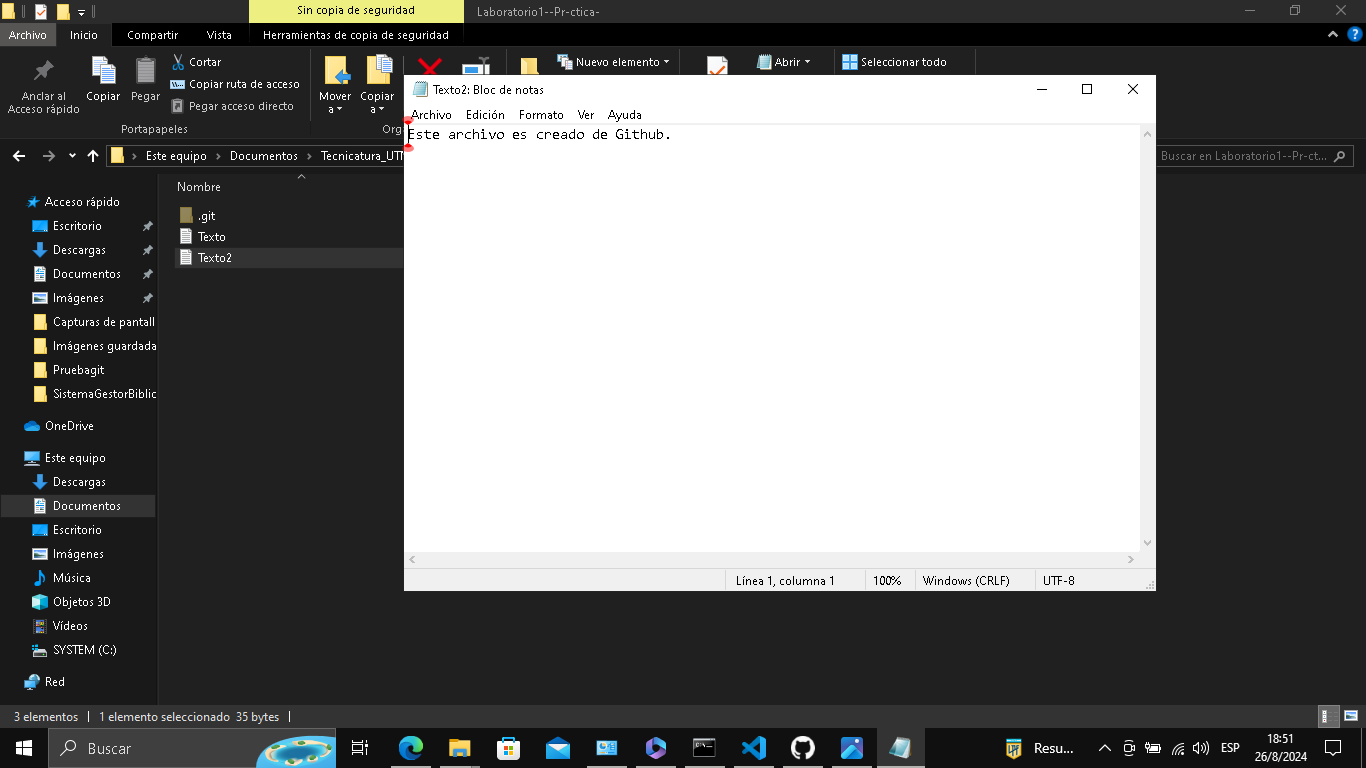 Sin copia de seguridad
Laboratorio1--Pr-ctica-
Archivo
Inicio
Compartir
Vista
Herramientas de copia de seguridad
Anclar al
Acceso rápido
Copiar
Pegar
Cortar
Copiar ruta de acceso
Pegar acceso directo
Portapapeles
Mover
a
Copiar
a
Org
Nuevo elemento
Abrir
Seleccionar todo
Este equipo
Documentos
Tecnicatura_UTN
Buscar en Laboratorio1--Pr-ct...
Acceso rápido
Escritorio
Descargas
Documentos
Imágenes
Capturas de pantall
Imágenes guardada
Pruebagit
SistemaGestorBiblic
OneDrive
Este equipo
Descargas
Documentos
Escritorio
Imágenes
Música
Objetos 3D
Vídeos
SYSTEM (C:)
Red
Nombre
.git
Texto
Texto2
Texto2: Bloc de notas
Archivo
Edición
Formato
Ver
Ayuda
Este archivo es creado de Github.
Línea 1, columna 1
100%
Windows (CRLF)
UTF-8
3 elementos
1 elemento seleccionado 35 bytes
Buscar
Resu...
ESP
18:51
26/8/2024